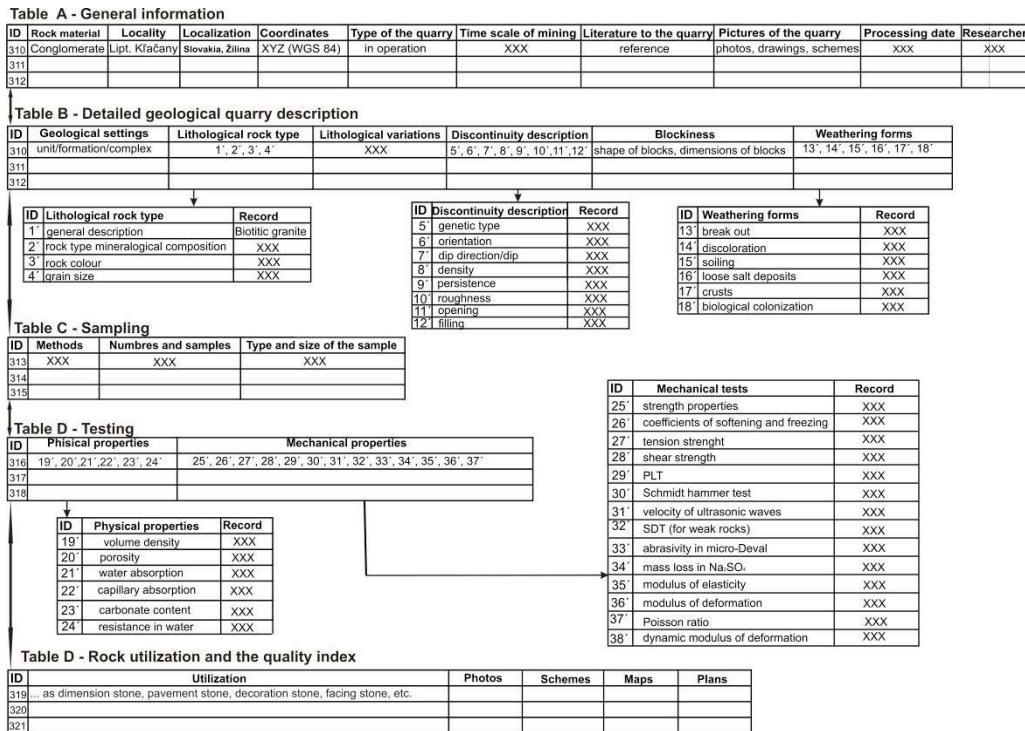 Table A - General information
ID Rock material Locality Localization Coordinates Type of the quarry Time scale of mining Literature to the quarry Pictures of the quarry Processing date Researcher
310 Conglomerate Lipt. Kľačany Slovakia, Žilina XYZ (WGS 84) in operation XXX reference photos, drawings, schemes XXX XXX
311
312
Table B - Detailed geological quarry description
ID Geological settings Lithological rock type Lithological variations Discontinuity description Blockiness Weathering forms
310 unit/formation/complex 1´, 2´, 3´, 4´ XXX 5´, 6´, 7´, 8´, 9´, 10´,11´,12´ shape of blocks, dimensions of blocks 13´, 14´, 15´, 16´, 17´, 18´
311
312
ID Lithological rock type Record
1´ general description Biotitic granite
2´ rock type mineralogical composition XXX
3´ rock colour XXX
4´ grain size XXX
ID Discontinuity description Record
5´ genetic type XXX
6´ orientation XXX
7´ dip direction/dip XXX
8´ density XXX
9´ persistence XXX
10´ roughness XXX
11´ opening XXX
12´ filling XXX
ID Weathering forms Record
13´ break out XXX
14´ discoloration XXX
15´ soiling XXX
16´ loose salt deposits XXX
17´ crusts XXX
18´ biological colonization XXX
Table C - Sampling
ID Methods Numbres and samples Type and size of the sample
313 XXX XXX XXX
314
315
Table D - Testing
ID Phisical properties Mechanical properties
316 19´, 20´,21´,22´, 23´, 24´ 25´, 26´, 27´, 28´, 29´, 30´, 31´, 32´, 33´, 34´, 35´, 36´, 37´
317
318
ID Physical properties Record
19´ volume density XXX
20´ porosity XXX
21´ water absorption XXX
22´ capillary absorption XXX
23´ carbonate content XXX
24´ resistance in water XXX
ID Mechanical tests Record
25´ strength properties XXX
26´ coefficients of softening and freezing XXX
27´ tension strenght XXX
28´ shear strength XXX
29´ PLT XXX
30´ Schmidt hammer test XXX
31´ velocity of ultrasonic waves XXX
32´ SDT (for weak rocks) XXX
33´ abrasivity in micro-Deval XXX
34´ mass loss in Na₂SO₄ XXX
35´ modulus of elasticity XXX
36´ modulus of deformation XXX
37´ Poisson ratio XXX
38´ dynamic modulus of deformation XXX
Table D - Rock utilization and the quality index
ID Utilization Photos Schemes Maps Plans
319 ... as dimension stone, pavement stone, decoration stone, facing stone, etc.
320
321